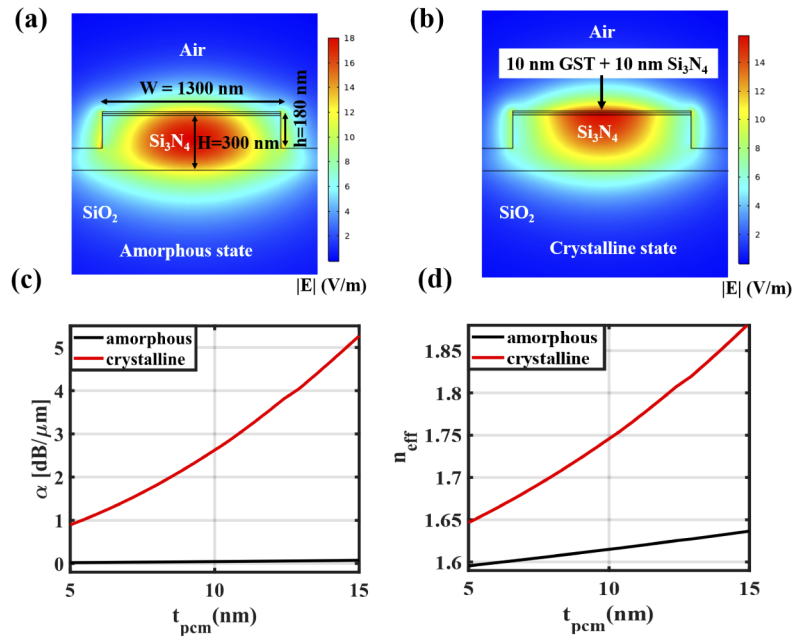 (a)
Air
W = 1300 nm
h=180 nm
Si₃N₄
H=300 nm
SiO₂
Amorphous state
18
16
14
12
10
8
6
4
2
|E| (V/m)
(b)
Air
10 nm GST + 10 nm Si₃N₄
Si₃N₄
SiO₂
Crystalline state
14
12
10
8
6
4
2
|E| (V/m)
(c)
amorphous
crystalline
α [dB/μm]
5
4
3
2
1
0
5
10
15
t_pcm(nm)
(d)
amorphous
crystalline
n_eff
1.85
1.8
1.75
1.7
1.65
1.6
5
10
15
t_pcm(nm)